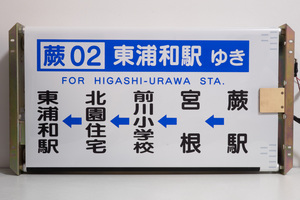 蕨02 東浦和駅 ゆき
FOR HIGASHI-URAWA STA.
蕨駅
宮根
前川小学校
北園住宅
東浦和駅